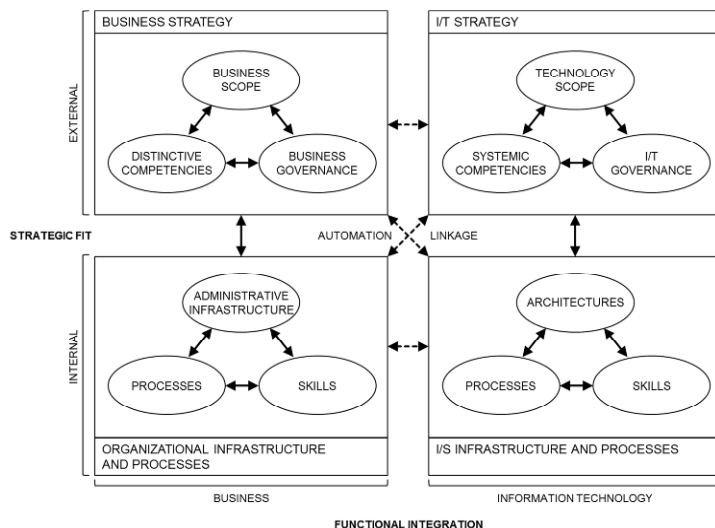 BUSINESS STRATEGY
I/T STRATEGY
BUSINESS
SCOPE
TECHNOLOGY
SCOPE
EXTERNAL
DISTINCTIVE
COMPETENCIES
BUSINESS
GOVERNANCE
SYSTEMIC
COMPETENCIES
I/T
GOVERNANCE
STRATEGIC FIT
AUTOMATION
LINKAGE
ADMINISTRATIVE
INFRASTRUCTURE
ARCHITECTURES
INTERNAL
PROCESSES
SKILLS
PROCESSES
SKILLS
ORGANIZATIONAL INFRASTRUCTURE
AND PROCESSES
I/S INFRASTRUCTURE AND PROCESSES
BUSINESS
INFORMATION TECHNOLOGY
FUNCTIONAL INTEGRATION